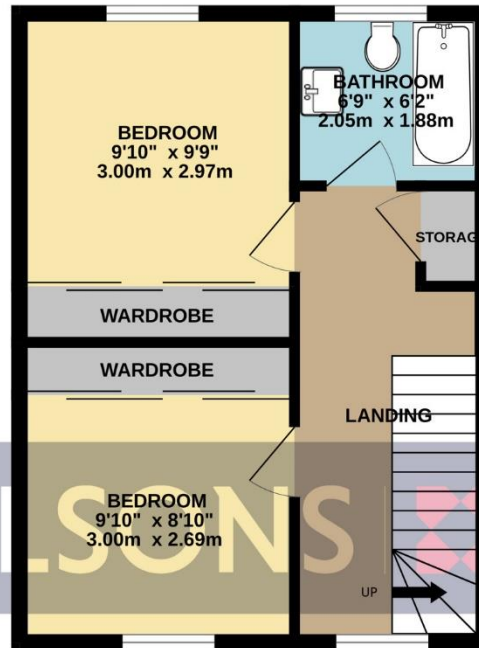 BATHROOM
6'9" x 6'2"
2.05m x 1.88m
BEDROOM
9'10" x 9'9"
3.00m x 2.97m
STORAG
WARDROBE
WARDROBE
LANDING
BEDROOM
9'10" x 8'10"
3.00m x 2.69m
LSONS
UP